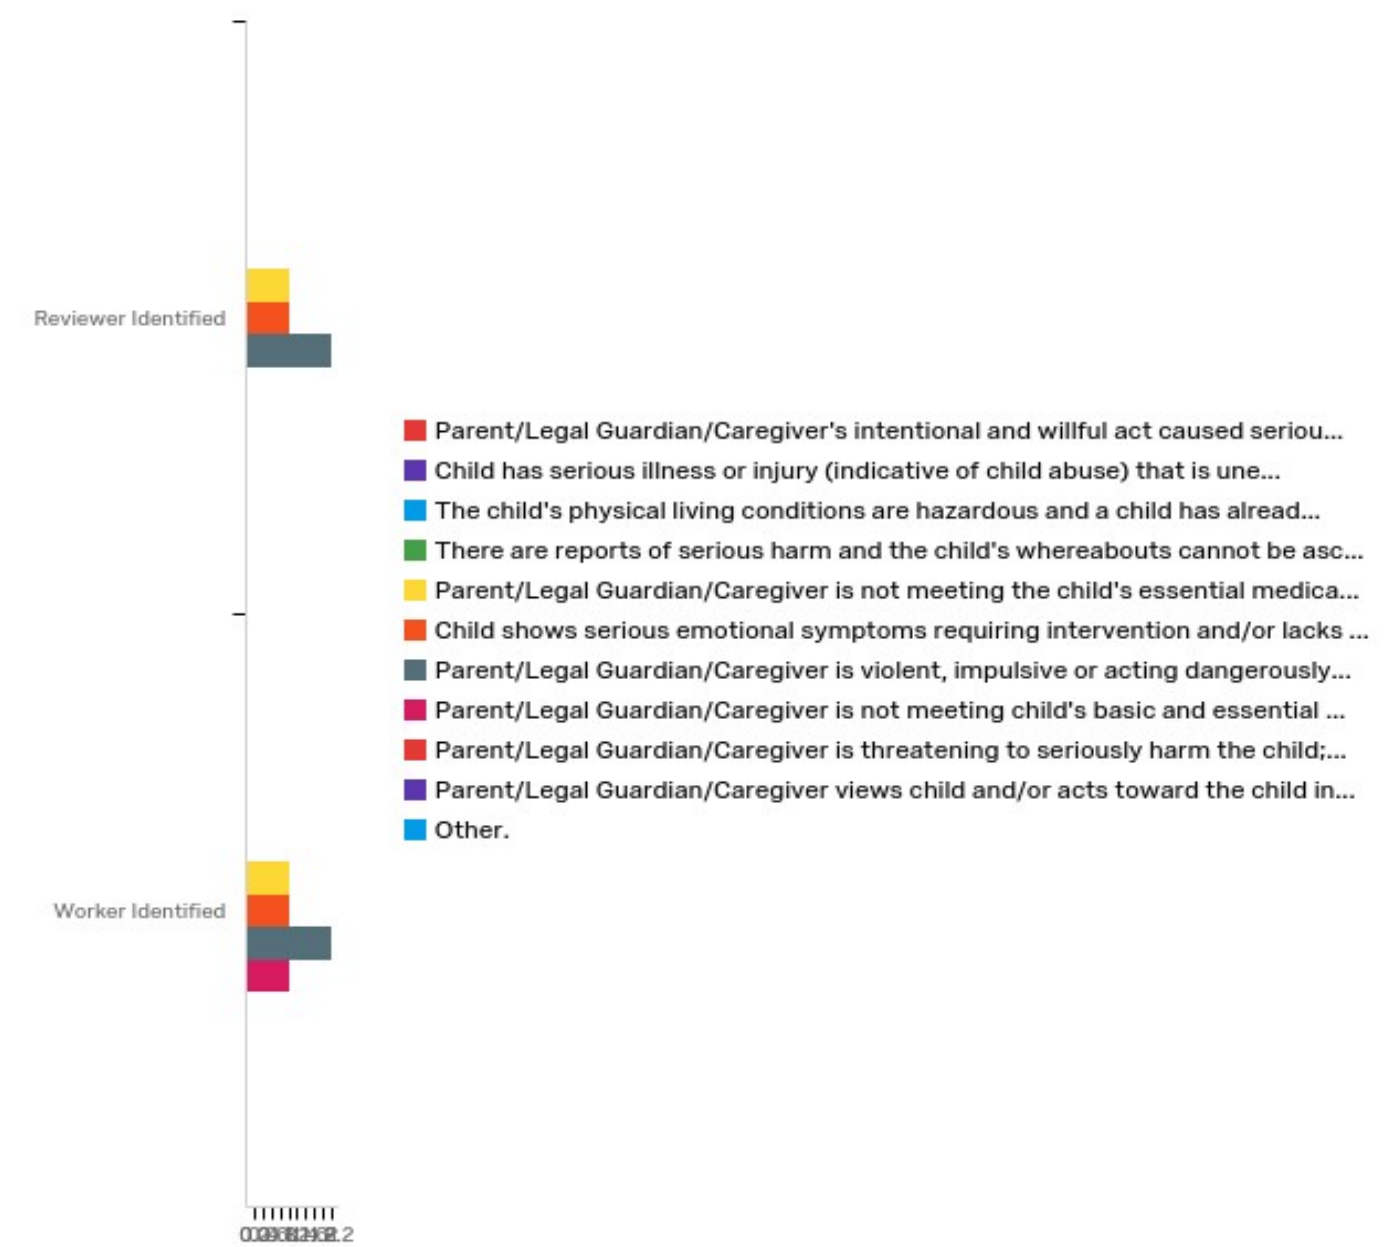 Reviewer Identified
Parent/Legal Guardian/Caregiver's intentional and willful act caused seriou...
Child has serious illness or injury (indicative of child abuse) that is une...
The child's physical living conditions are hazardous and a child has alread...
There are reports of serious harm and the child's whereabouts cannot be asc...
Parent/Legal Guardian/Caregiver is not meeting the child's essential medica...
Child shows serious emotional symptoms requiring intervention and/or lacks ...
Parent/Legal Guardian/Caregiver is violent, impulsive or acting dangerously...
Parent/Legal Guardian/Caregiver is not meeting child's basic and essential ...
Parent/Legal Guardian/Caregiver is threatening to seriously harm the child;...
Parent/Legal Guardian/Caregiver views child and/or acts toward the child in...
Other.
Worker Identified